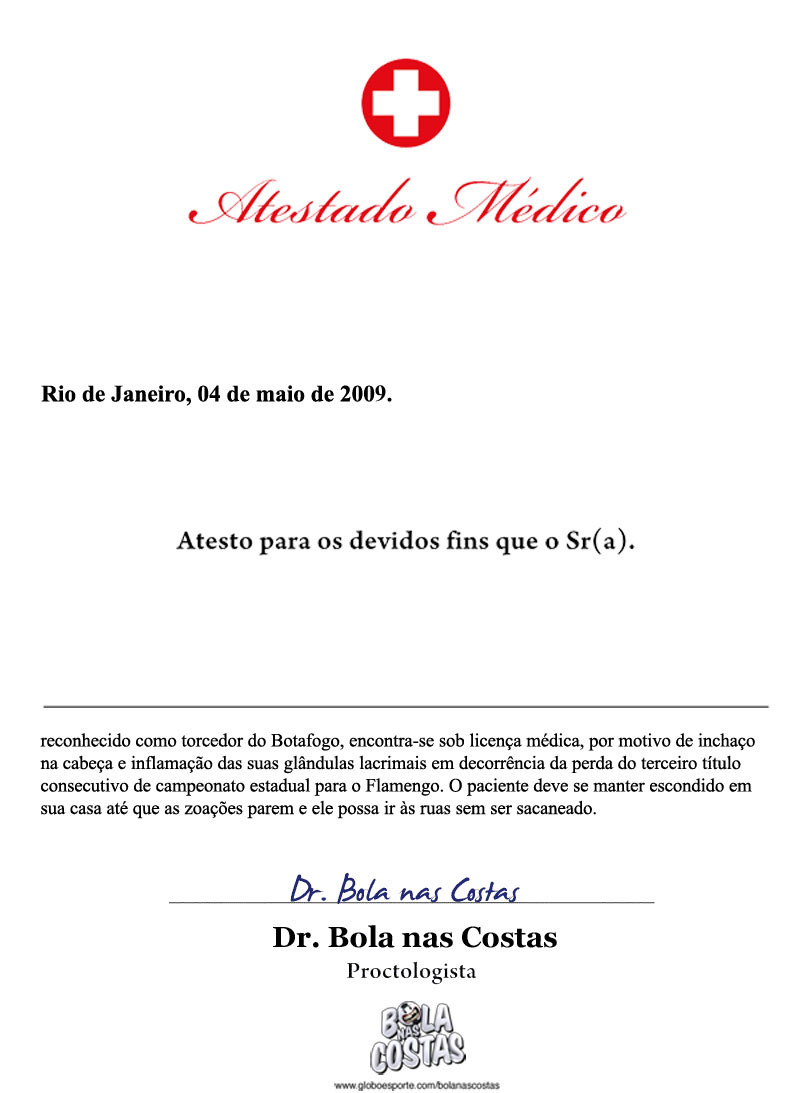 Atestado Médico
Rio de Janeiro, 04 de maio de 2009.
Atesto para os devidos fins que o Sr(a).
reconhecido como torcedor do Botafogo, encontra-se sob licença médica, por motivo de inchaço
na cabeça e inflamação das suas glândulas lacrimais em decorrência da perda do terceiro título
consecutivo de campeonato estadual para o Flamengo. O paciente deve se manter escondido em
sua casa até que as zoações parem e ele possa ir às ruas sem ser sacaneado.
Dr. Bola nas Costas
Dr. Bola nas Costas
Proctologista
BOLA
NAS
COSTAS
www.globoesporte.com/bolanascostas